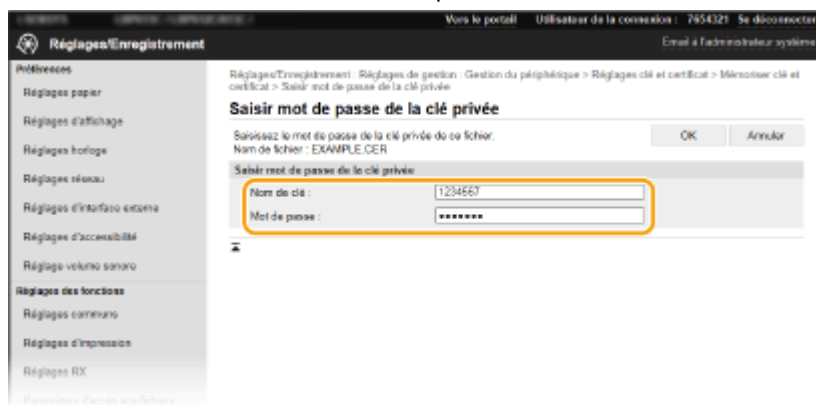 Vers le portail Utilisateur de la connexion : 7654321 Se déconnecter
Réglages/Enregistrement Email à l'administrateur système
Préférences
Réglages papier
Réglages d'affichage
Réglages horloge
Réglages réseau
Réglages d'interface externe
Réglages d'accessibilité
Réglage volume sonore
Réglages des fonctions
Réglages communs
Réglages d'impression
Réglages RX
Réglages/Enregistrement : Réglages de gestion : Gestion du périphérique > Réglages clé et certificat > Mémoriser clé et
certificat > Saisir mot de passe de la clé privée
Saisir mot de passe de la clé privée
Saisissez le mot de passe de la clé privée de ce fichier.
Nom de fichier : EXAMPLE.CER
OK Annuler
Saisir mot de passe de la clé privée
Nom de clé : 1234567
Mot de passe : •••••••